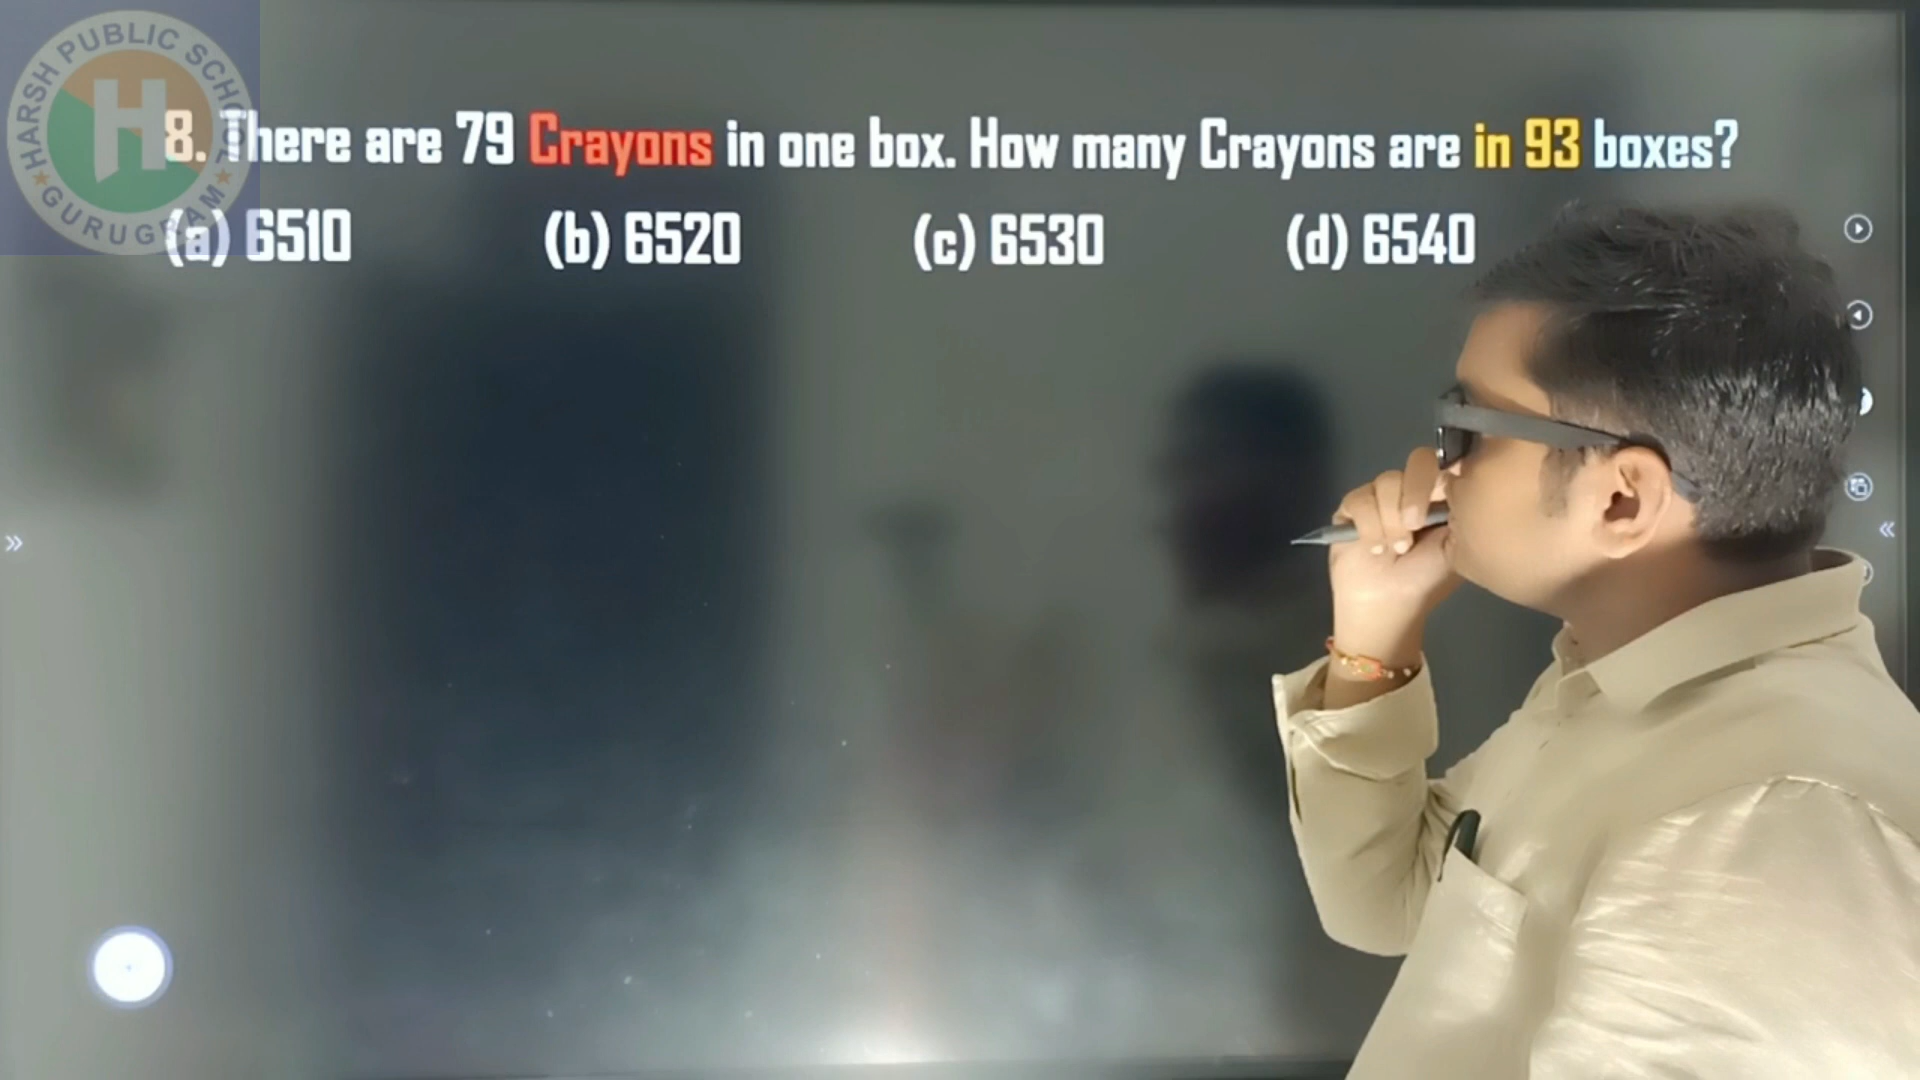 HARSH PUBLIC SCHOOL
H
GURUGRAM
8. There are 79 Crayons in one box. How many Crayons are in 93 boxes?
(a) 6510 (b) 6520 (c) 6530 (d) 6540